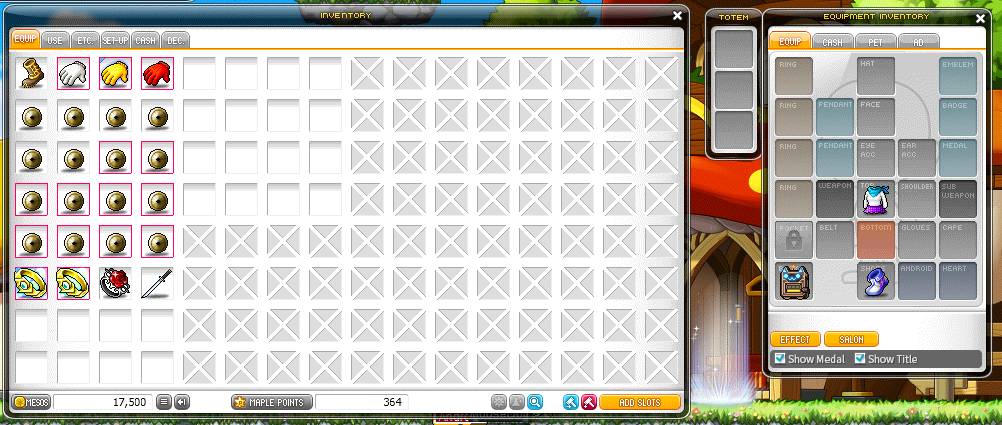 INVENTORY
EQUIP USE ETC. SET-UP CASH DEC.
MESOS 17,500 MAPLE POINTS 364 ADD SLOTS
TOTEM
EQUIPMENT INVENTORY
EQUIP CASH PET AD
RING HAT EMBLEM
RING PENDANT FACE BADGE
RING PENDANT EYE ACC EAR ACC MEDAL
RING WEAPON TOP SHOULDER SUB WEAPON
POCKET BELT BOTTOM GLOVES CAPE
SHOES ANDROID HEART
EFFECT SALON
Show Medal Show Title